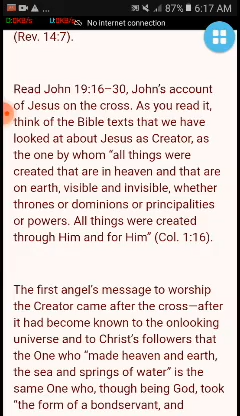 0:0KB/s U:0KB/s No internet connection 87% 6:17 AM
(Rev. 14:7).
Read John 19:16–30, John's account
of Jesus on the cross. As you read it,
think of the Bible texts that we have
looked at about Jesus as Creator, as
the one by whom “all things were
created that are in heaven and that are
on earth, visible and invisible, whether
thrones or dominions or principalities
or powers. All things were created
through Him and for Him” (Col. 1:16).
The first angel's message to worship
the Creator came after the cross—after
it had become known to the onlooking
universe and to Christ's followers that
the One who “made heaven and earth,
the sea and springs of water” is the
same One who, though being God, took
“the form of a bondservant, and